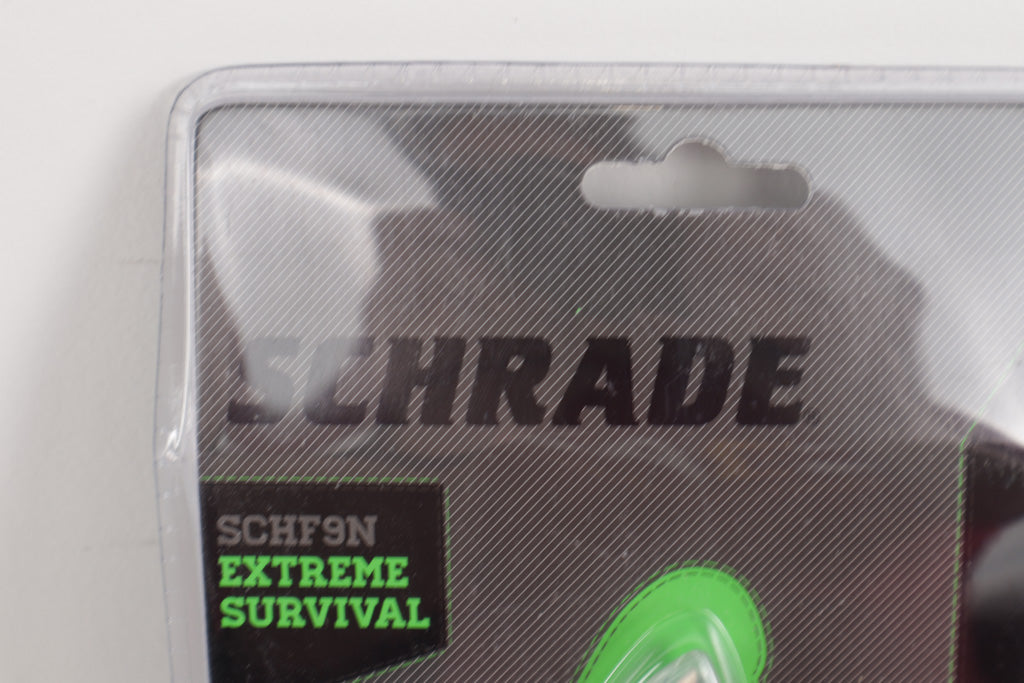 SCHRADE
SCHF9N
EXTREME
SURVIVAL